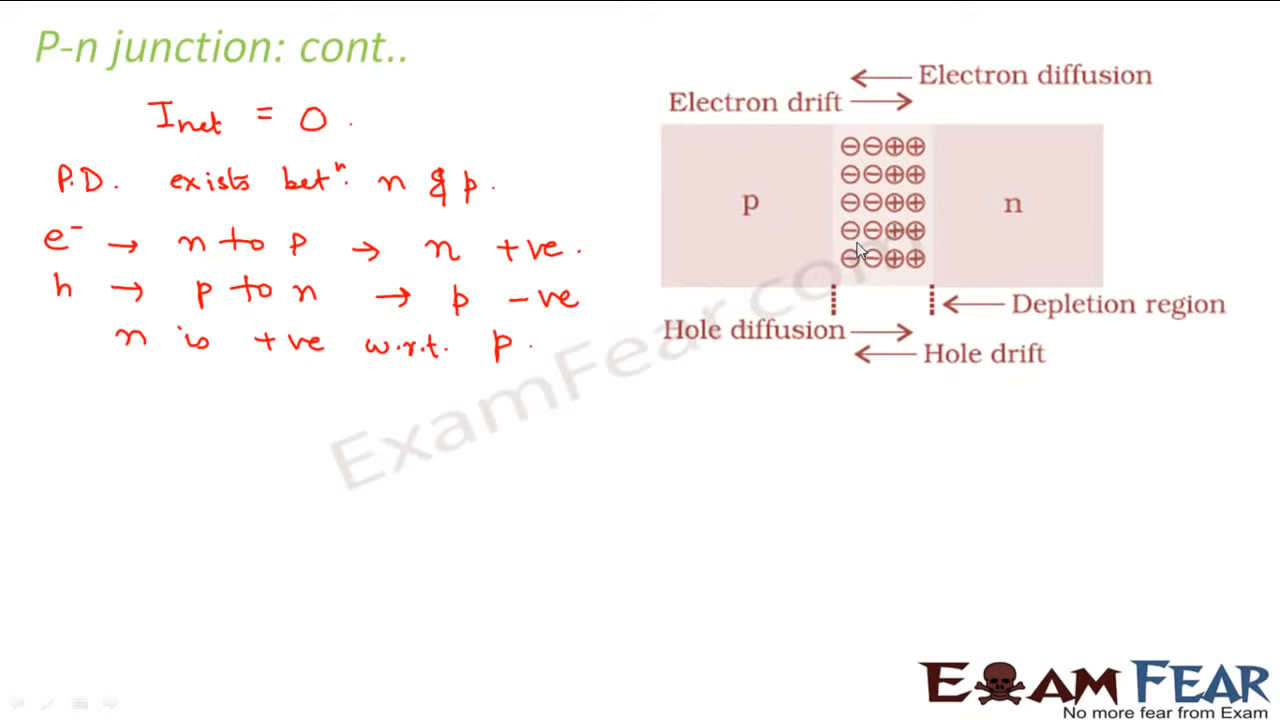 P-n junction: cont..
Inet = 0.
P.D. exists betn. n & p.
e- → n to p → n +ve.
h → p to n → p -ve
n is +ve w.r.t. p.
← Electron diffusion
Electron drift →
p
⊖⊖⊕⊕
⊖⊖⊕⊕
⊖⊖⊕⊕
⊖⊖⊕⊕
⊖⊖⊕⊕
n
← Depletion region
Hole diffusion →
← Hole drift
ExamFear.com
EXAM FEAR
No more fear from Exam